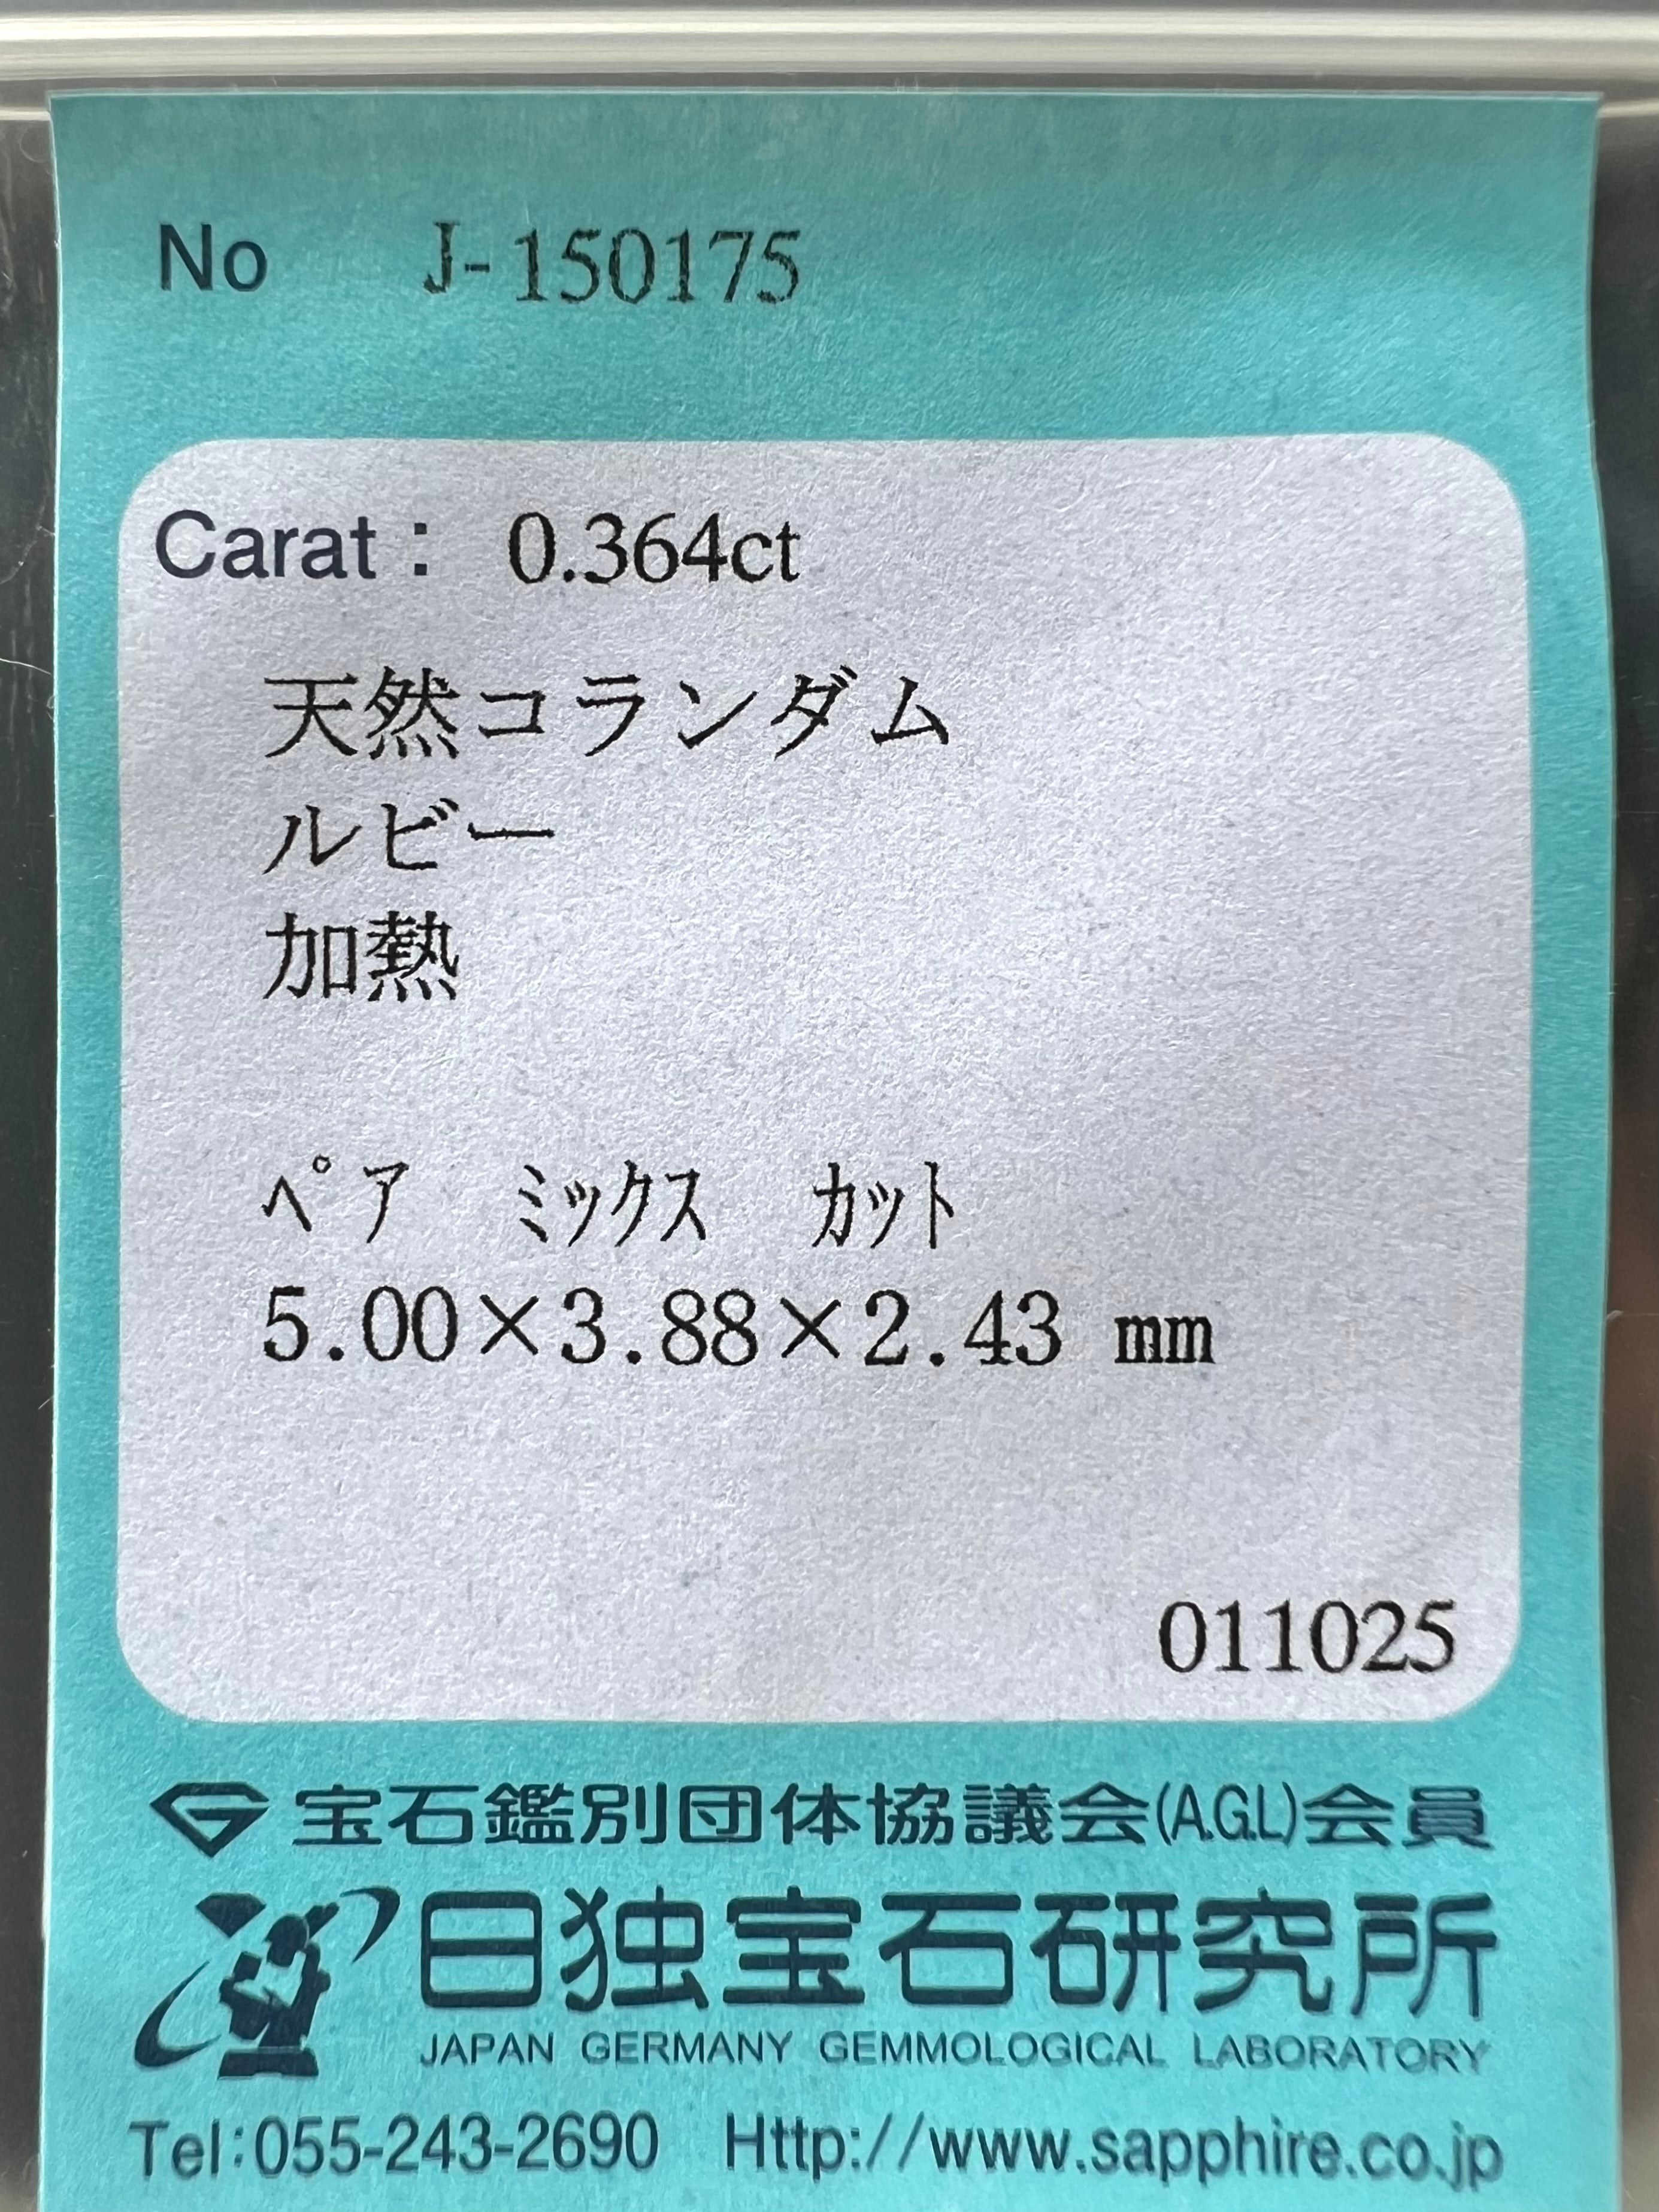 No J-150175
Carat： 0.364ct
天然コランダム
ルビー
加熱
ﾍﾟｱ ﾐｯｸｽ ｶｯﾄ
5.00×3.88×2.43 mm
011025
宝石鑑別団体協議会(A.G.L)会員
日独宝石研究所
JAPAN GERMANY GEMMOLOGICAL LABORATORY
Tel:055-243-2690 Http://www.sapphire.co.jp